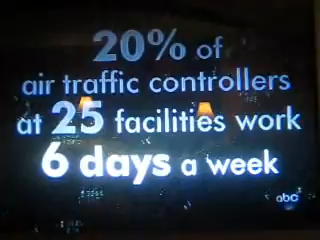 20% of
air traffic controllers
at 25 facilities work
6 days a week
abc